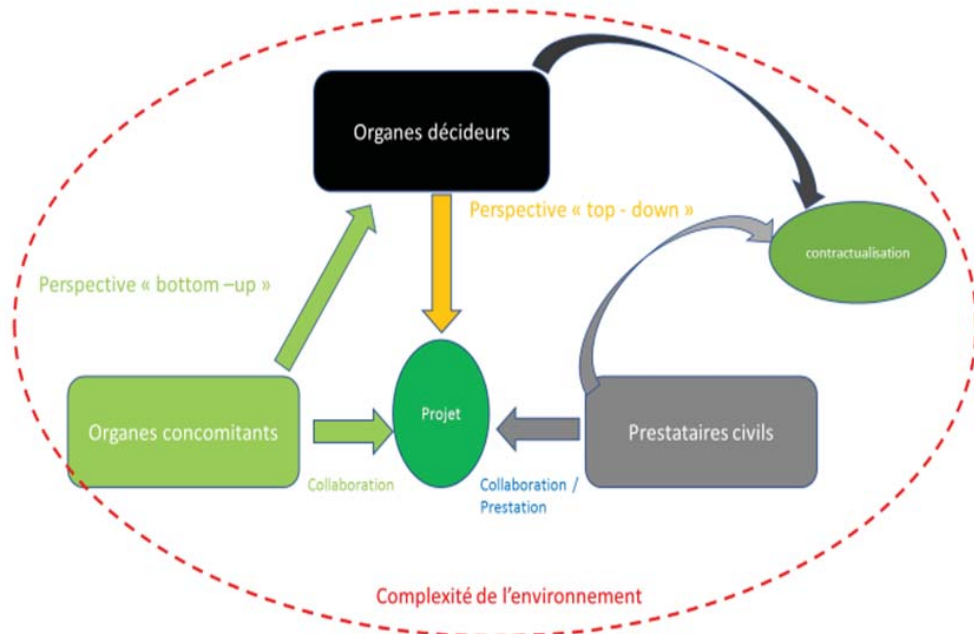 Organes décideurs
Perspective « top - down »
contractualisation
Perspective « bottom –up »
Organes concomitants
Projet
Prestataires civils
Collaboration
Collaboration /
Prestation
Complexité de l'environnement